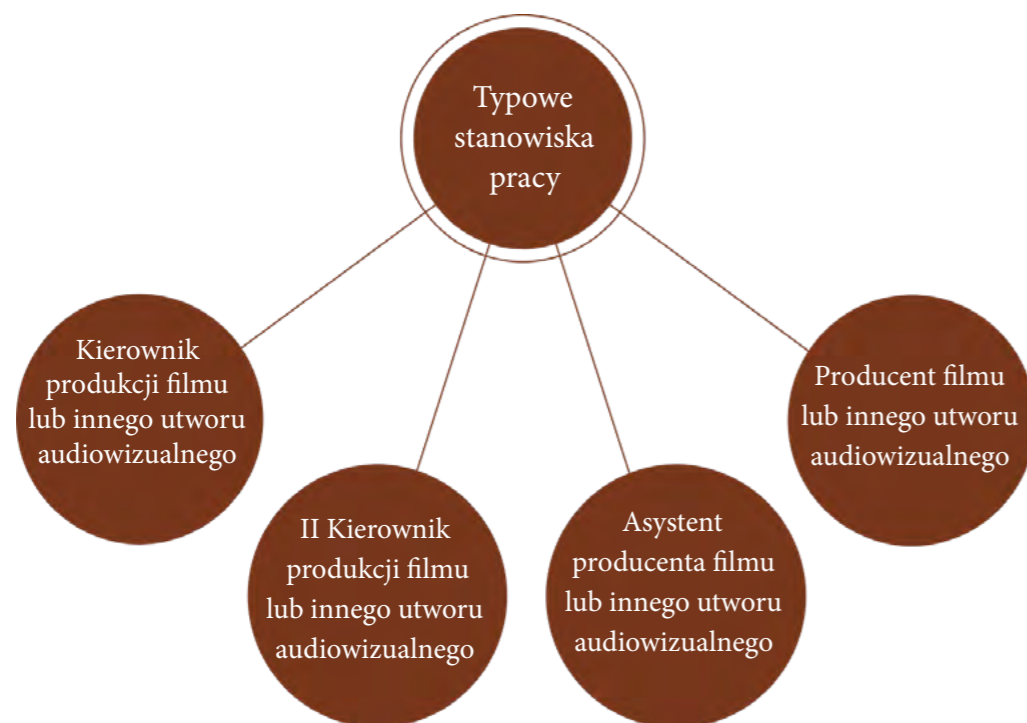 Typowe
stanowiska
pracy
Kierownik
produkcji filmu
lub innego utworu
audiowizualnego
II Kierownik
produkcji filmu
lub innego utworu
audiowizualnego
Asystent
producenta filmu
lub innego utworu
audiowizualnego
Producent filmu
lub innego utworu
audiowizualnego